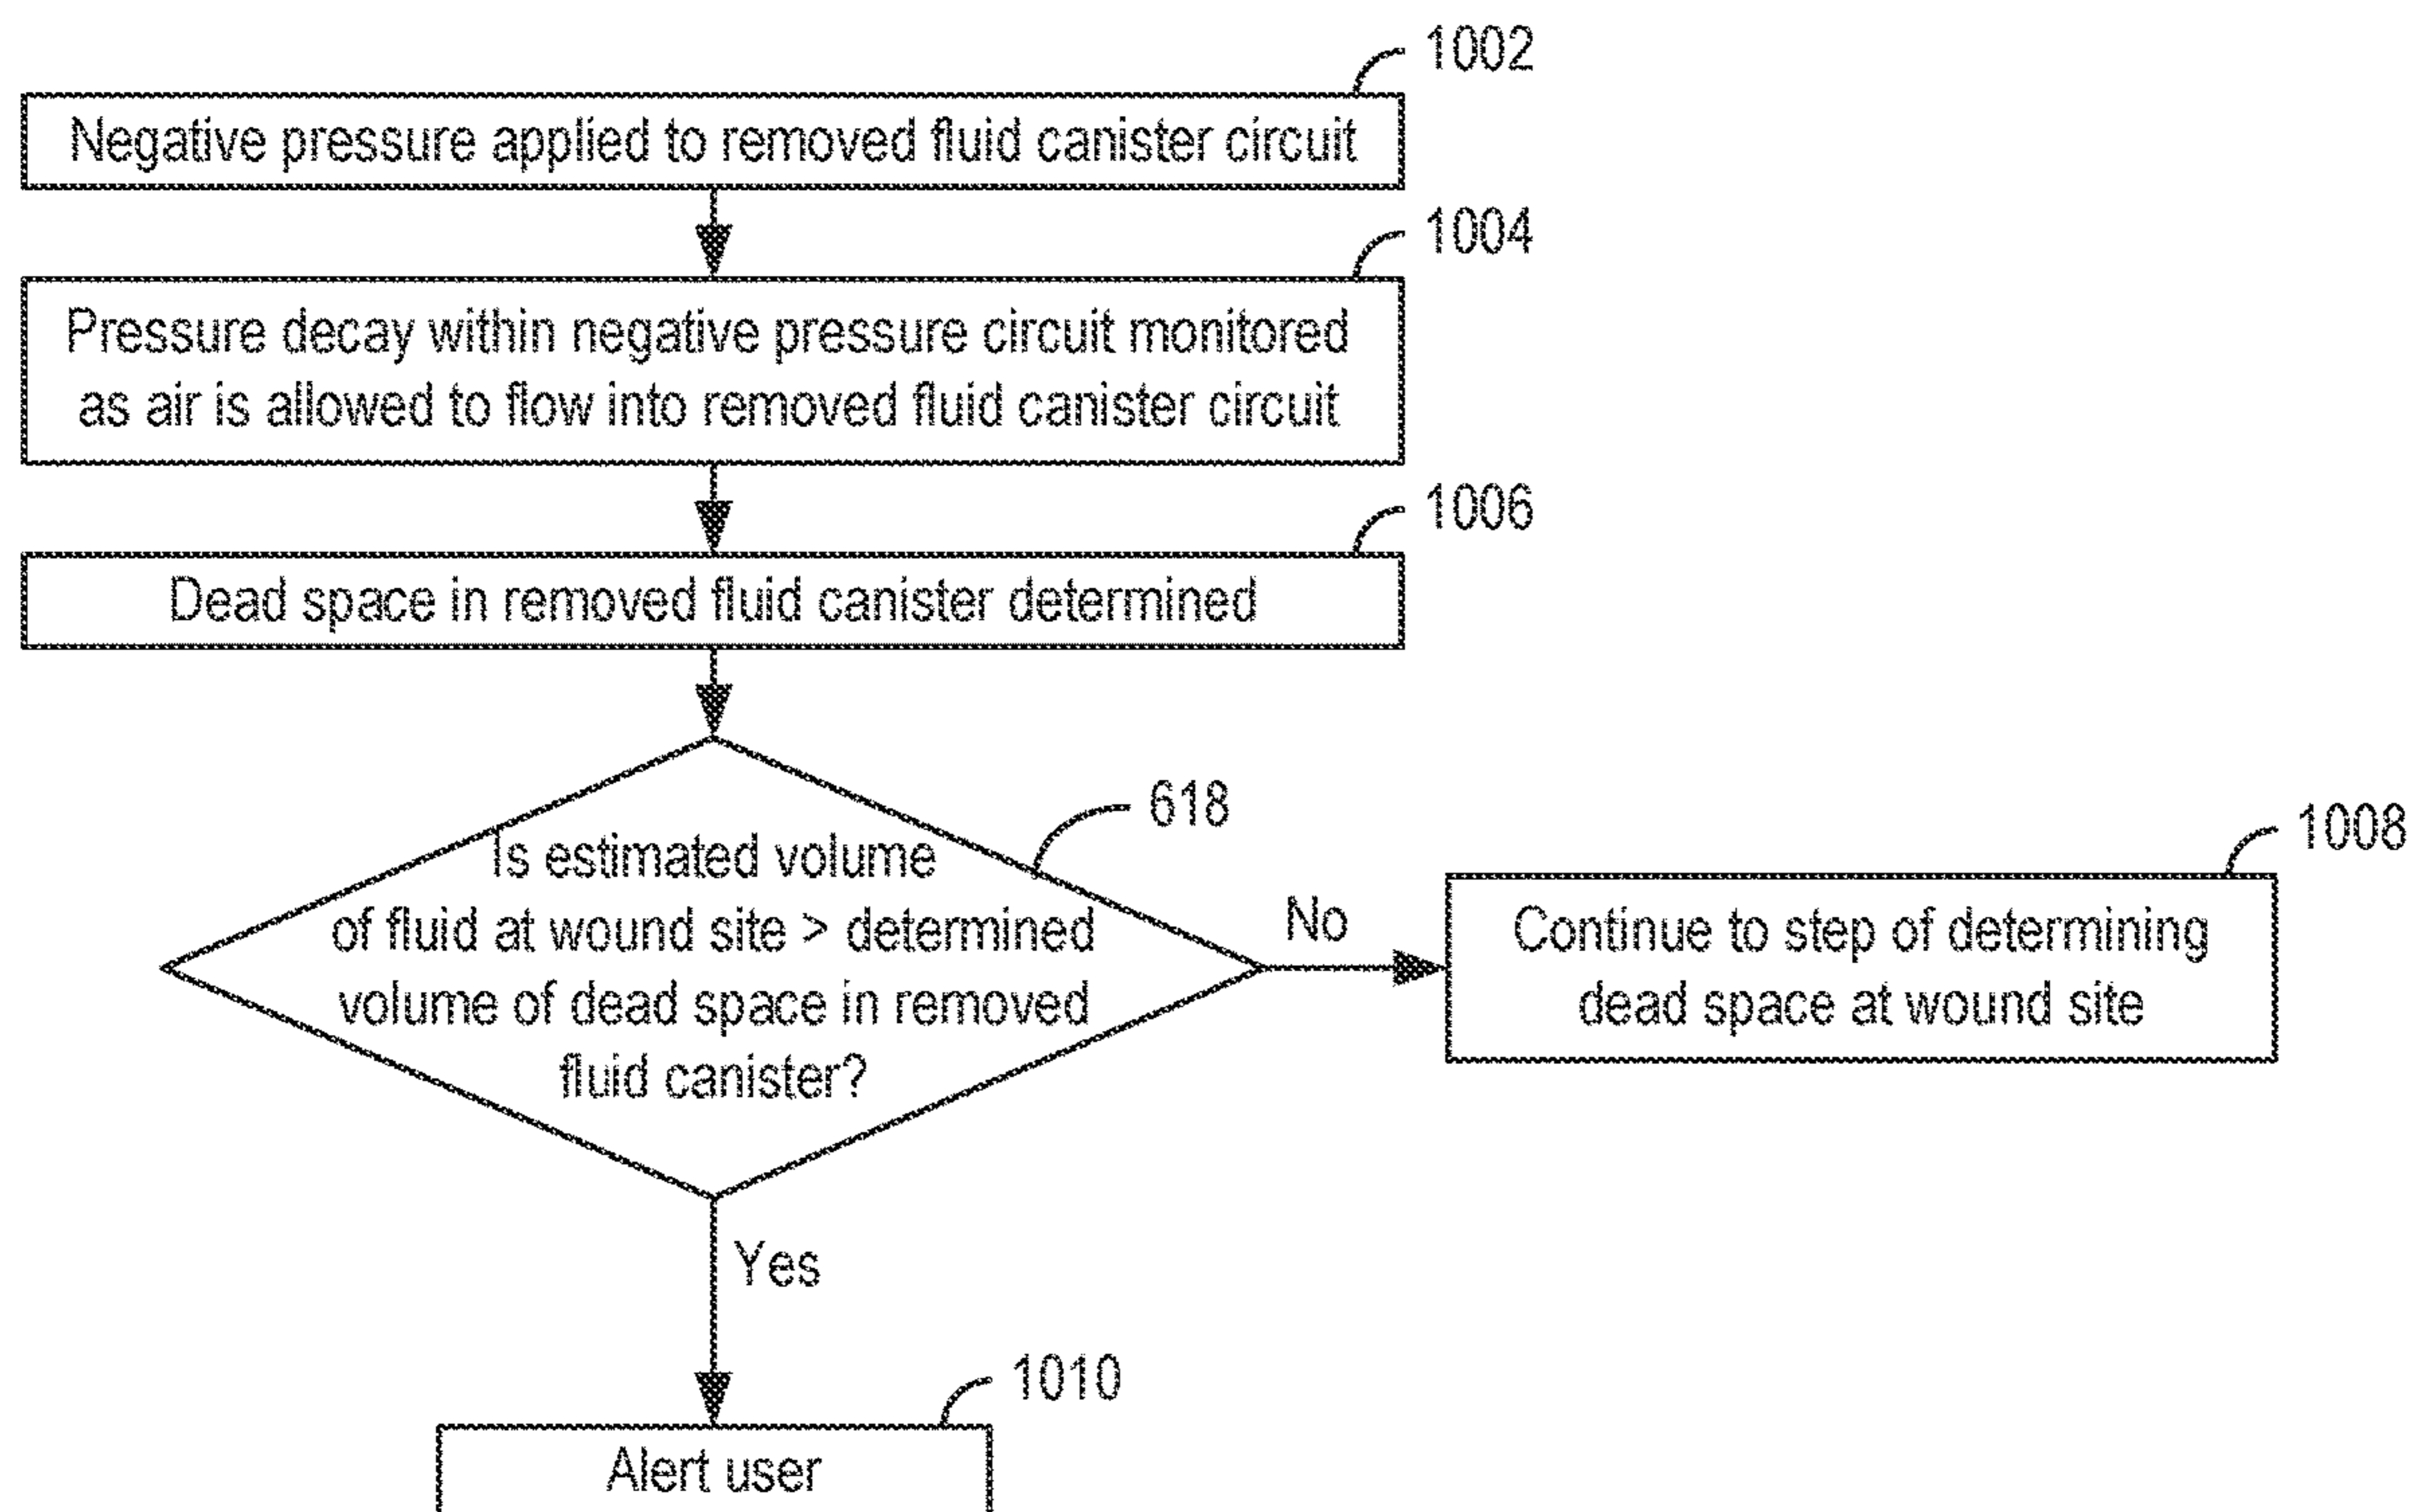 1002
Negative pressure applied to removed fluid canister circuit
1004
Pressure decay within negative pressure circuit monitored
as air is allowed to flow into removed fluid canister circuit
1006
Dead space in removed fluid canister determined
618
Is estimated volume
of fluid at wound site > determined
volume of dead space in removed
fluid canister?
No
1008
Continue to step of determining
dead space at wound site
Yes
1010
Alert user